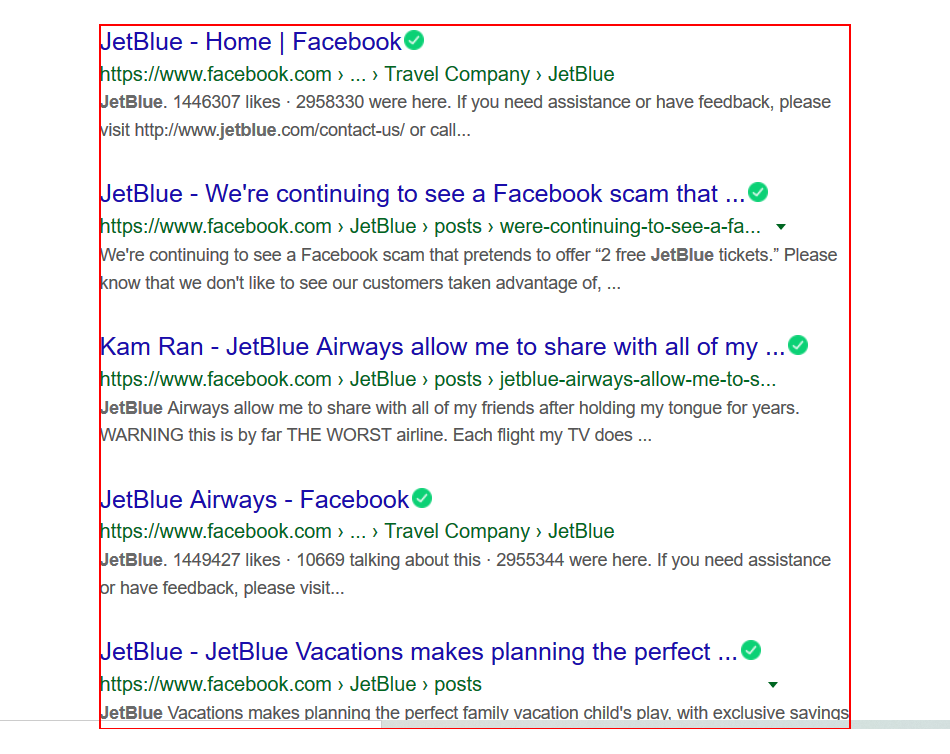 JetBlue - Home | Facebook
https://www.facebook.com › ... › Travel Company › JetBlue
JetBlue. 1446307 likes · 2958330 were here. If you need assistance or have feedback, please
visit http://www.jetblue.com/contact-us/ or call...
JetBlue - We're continuing to see a Facebook scam that ...
https://www.facebook.com › JetBlue › posts › were-continuing-to-see-a-fa...
We're continuing to see a Facebook scam that pretends to offer “2 free JetBlue tickets.” Please
know that we don't like to see our customers taken advantage of, ...
Kam Ran - JetBlue Airways allow me to share with all of my ...
https://www.facebook.com › JetBlue › posts › jetblue-airways-allow-me-to-s...
JetBlue Airways allow me to share with all of my friends after holding my tongue for years.
WARNING this is by far THE WORST airline. Each flight my TV does ...
JetBlue Airways - Facebook
https://www.facebook.com › ... › Travel Company › JetBlue
JetBlue. 1449427 likes · 10669 talking about this · 2955344 were here. If you need assistance
or have feedback, please visit...
JetBlue - JetBlue Vacations makes planning the perfect ...
https://www.facebook.com › JetBlue › posts
JetBlue Vacations makes planning the perfect family vacation child's play, with exclusive savings